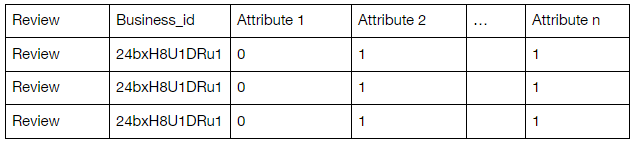 Review Business_id Attribute 1 Attribute 2 … Attribute n
Review 24bxH8U1DRu1 0 1 1
Review 24bxH8U1DRu1 0 1 1
Review 24bxH8U1DRu1 0 1 1